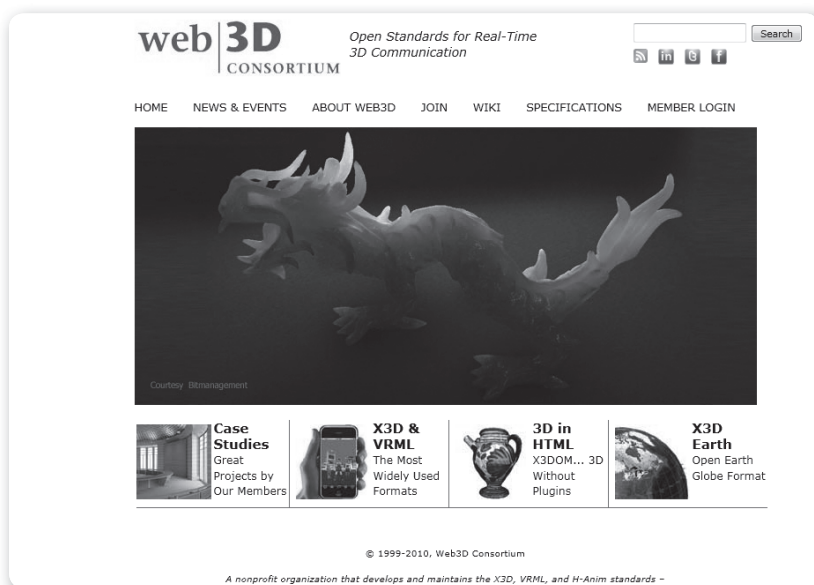 web 3D
CONSORTIUM
Open Standards for Real-Time
3D Communication
Search
HOME NEWS & EVENTS ABOUT WEB3D JOIN WIKI SPECIFICATIONS MEMBER LOGIN
Courtesy Bitmanagement
Case
Studies
Great
Projects by
Our Members
X3D &
VRML
The Most
Widely Used
Formats
3D in
HTML
X3DOM... 3D
Without
Plugins
X3D
Earth
Open Earth
Globe Format
© 1999-2010, Web3D Consortium
A nonprofit organization that develops and maintains the X3D, VRML, and H-Anim standards –